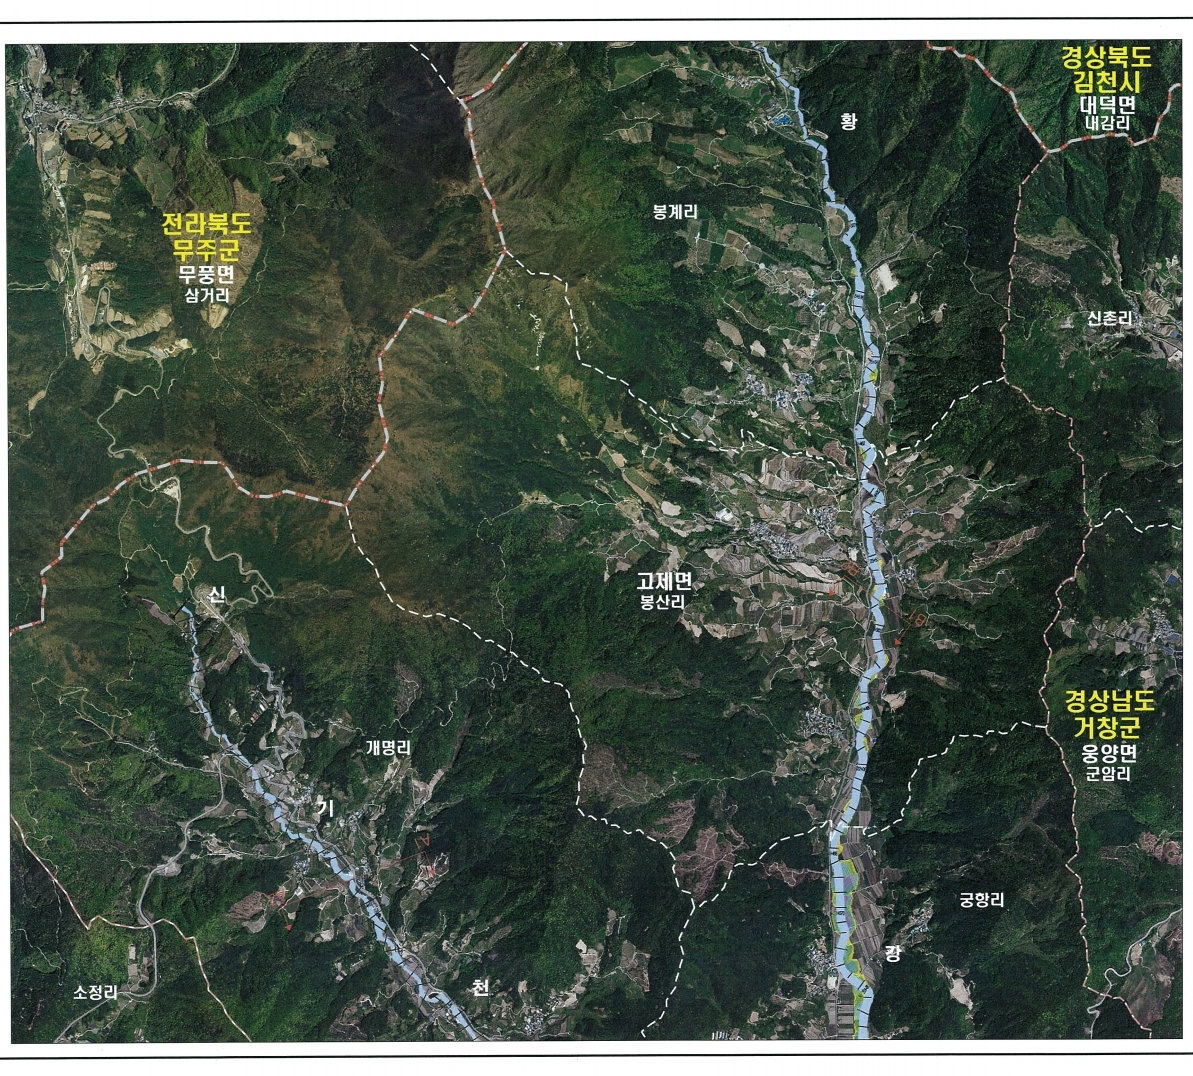 경상북도
김천시
대덕면
내감리
황
봉계리
전라북도
무주군
무풍면
삼거리
신촌리
고제면
봉산리
신
경상남도
거창군
웅양면
군암리
개명리
기
궁항리
강
천
소정리